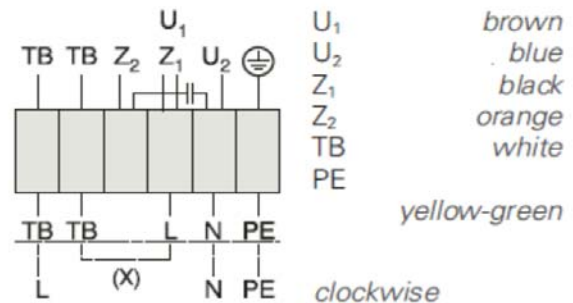 U₁
TB TB Z₂ Z₁ U₂
TB TB L N PE
(X)
L N PE
U₁ brown
U₂ blue
Z₁ black
Z₂ orange
TB white
PE
yellow-green
clockwise